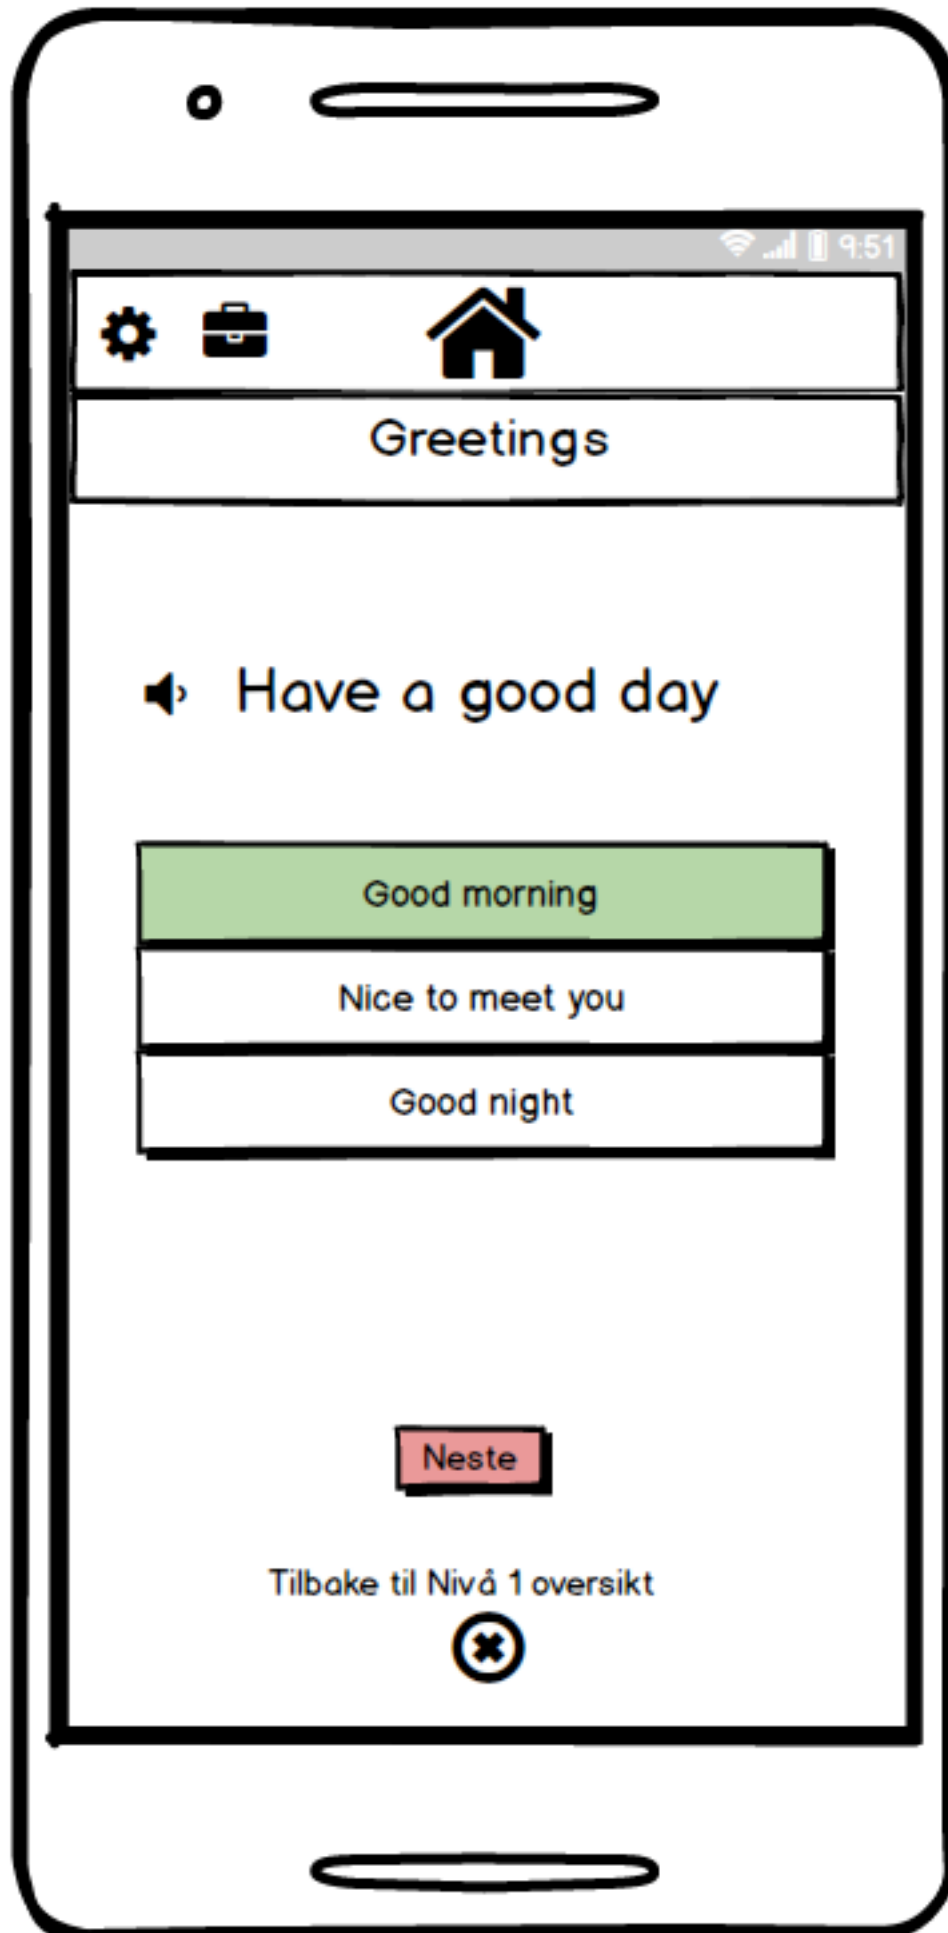 9:51
Greetings
Have a good day
Good morning
Nice to meet you
Good night
Neste
Tilbake til Nivå 1 oversikt